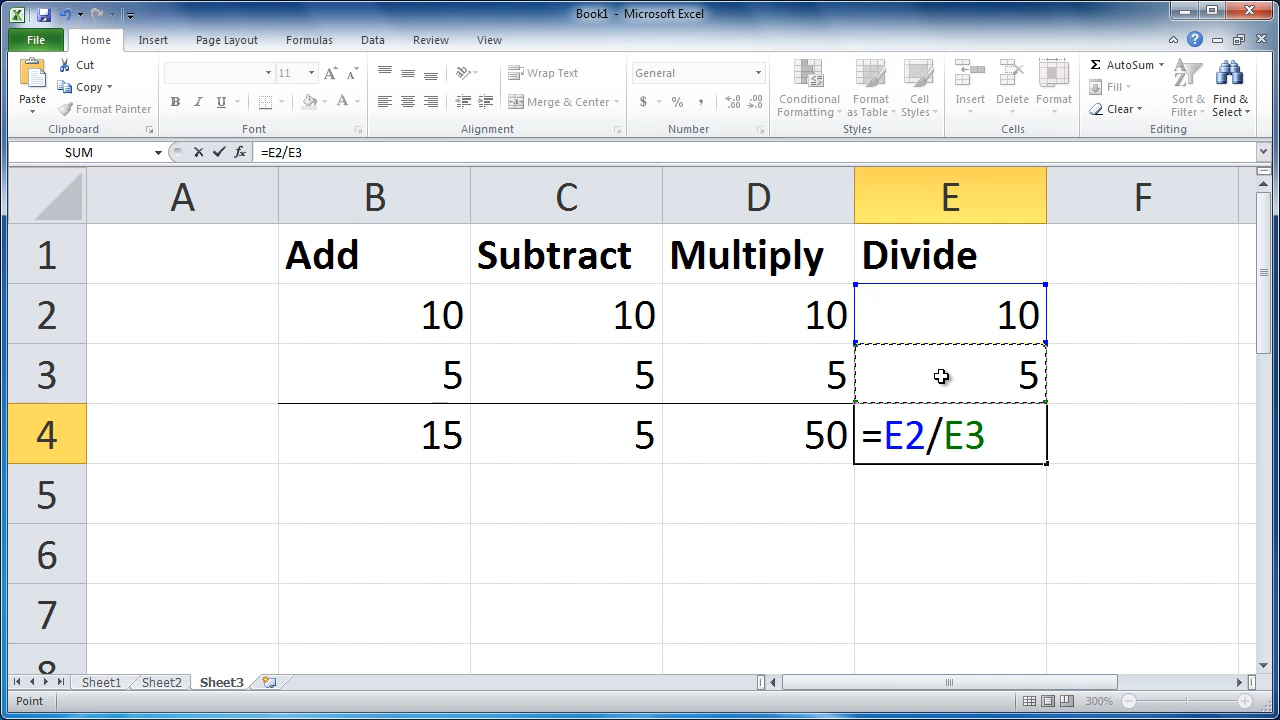 Book1 - Microsoft Excel
File Home Insert Page Layout Formulas Data Review View
Paste
Cut
Copy
Format Painter
Clipboard
11
B I U A
Font
Wrap Text
Merge & Center
Alignment
General
$ % ,
Number
Conditional Formatting
Format as Table
Cell Styles
Styles
Insert Delete Format
Cells
Σ AutoSum
Fill
Clear
Sort & Filter
Find & Select
Editing
SUM fx =E2/E3
A B C D E F
1 Add Subtract Multiply Divide
2 10 10 10 10
3 5 5 5 5
4 15 5 50 =E2/E3
5
6
7
8
Sheet1 Sheet2 Sheet3
Point 300%